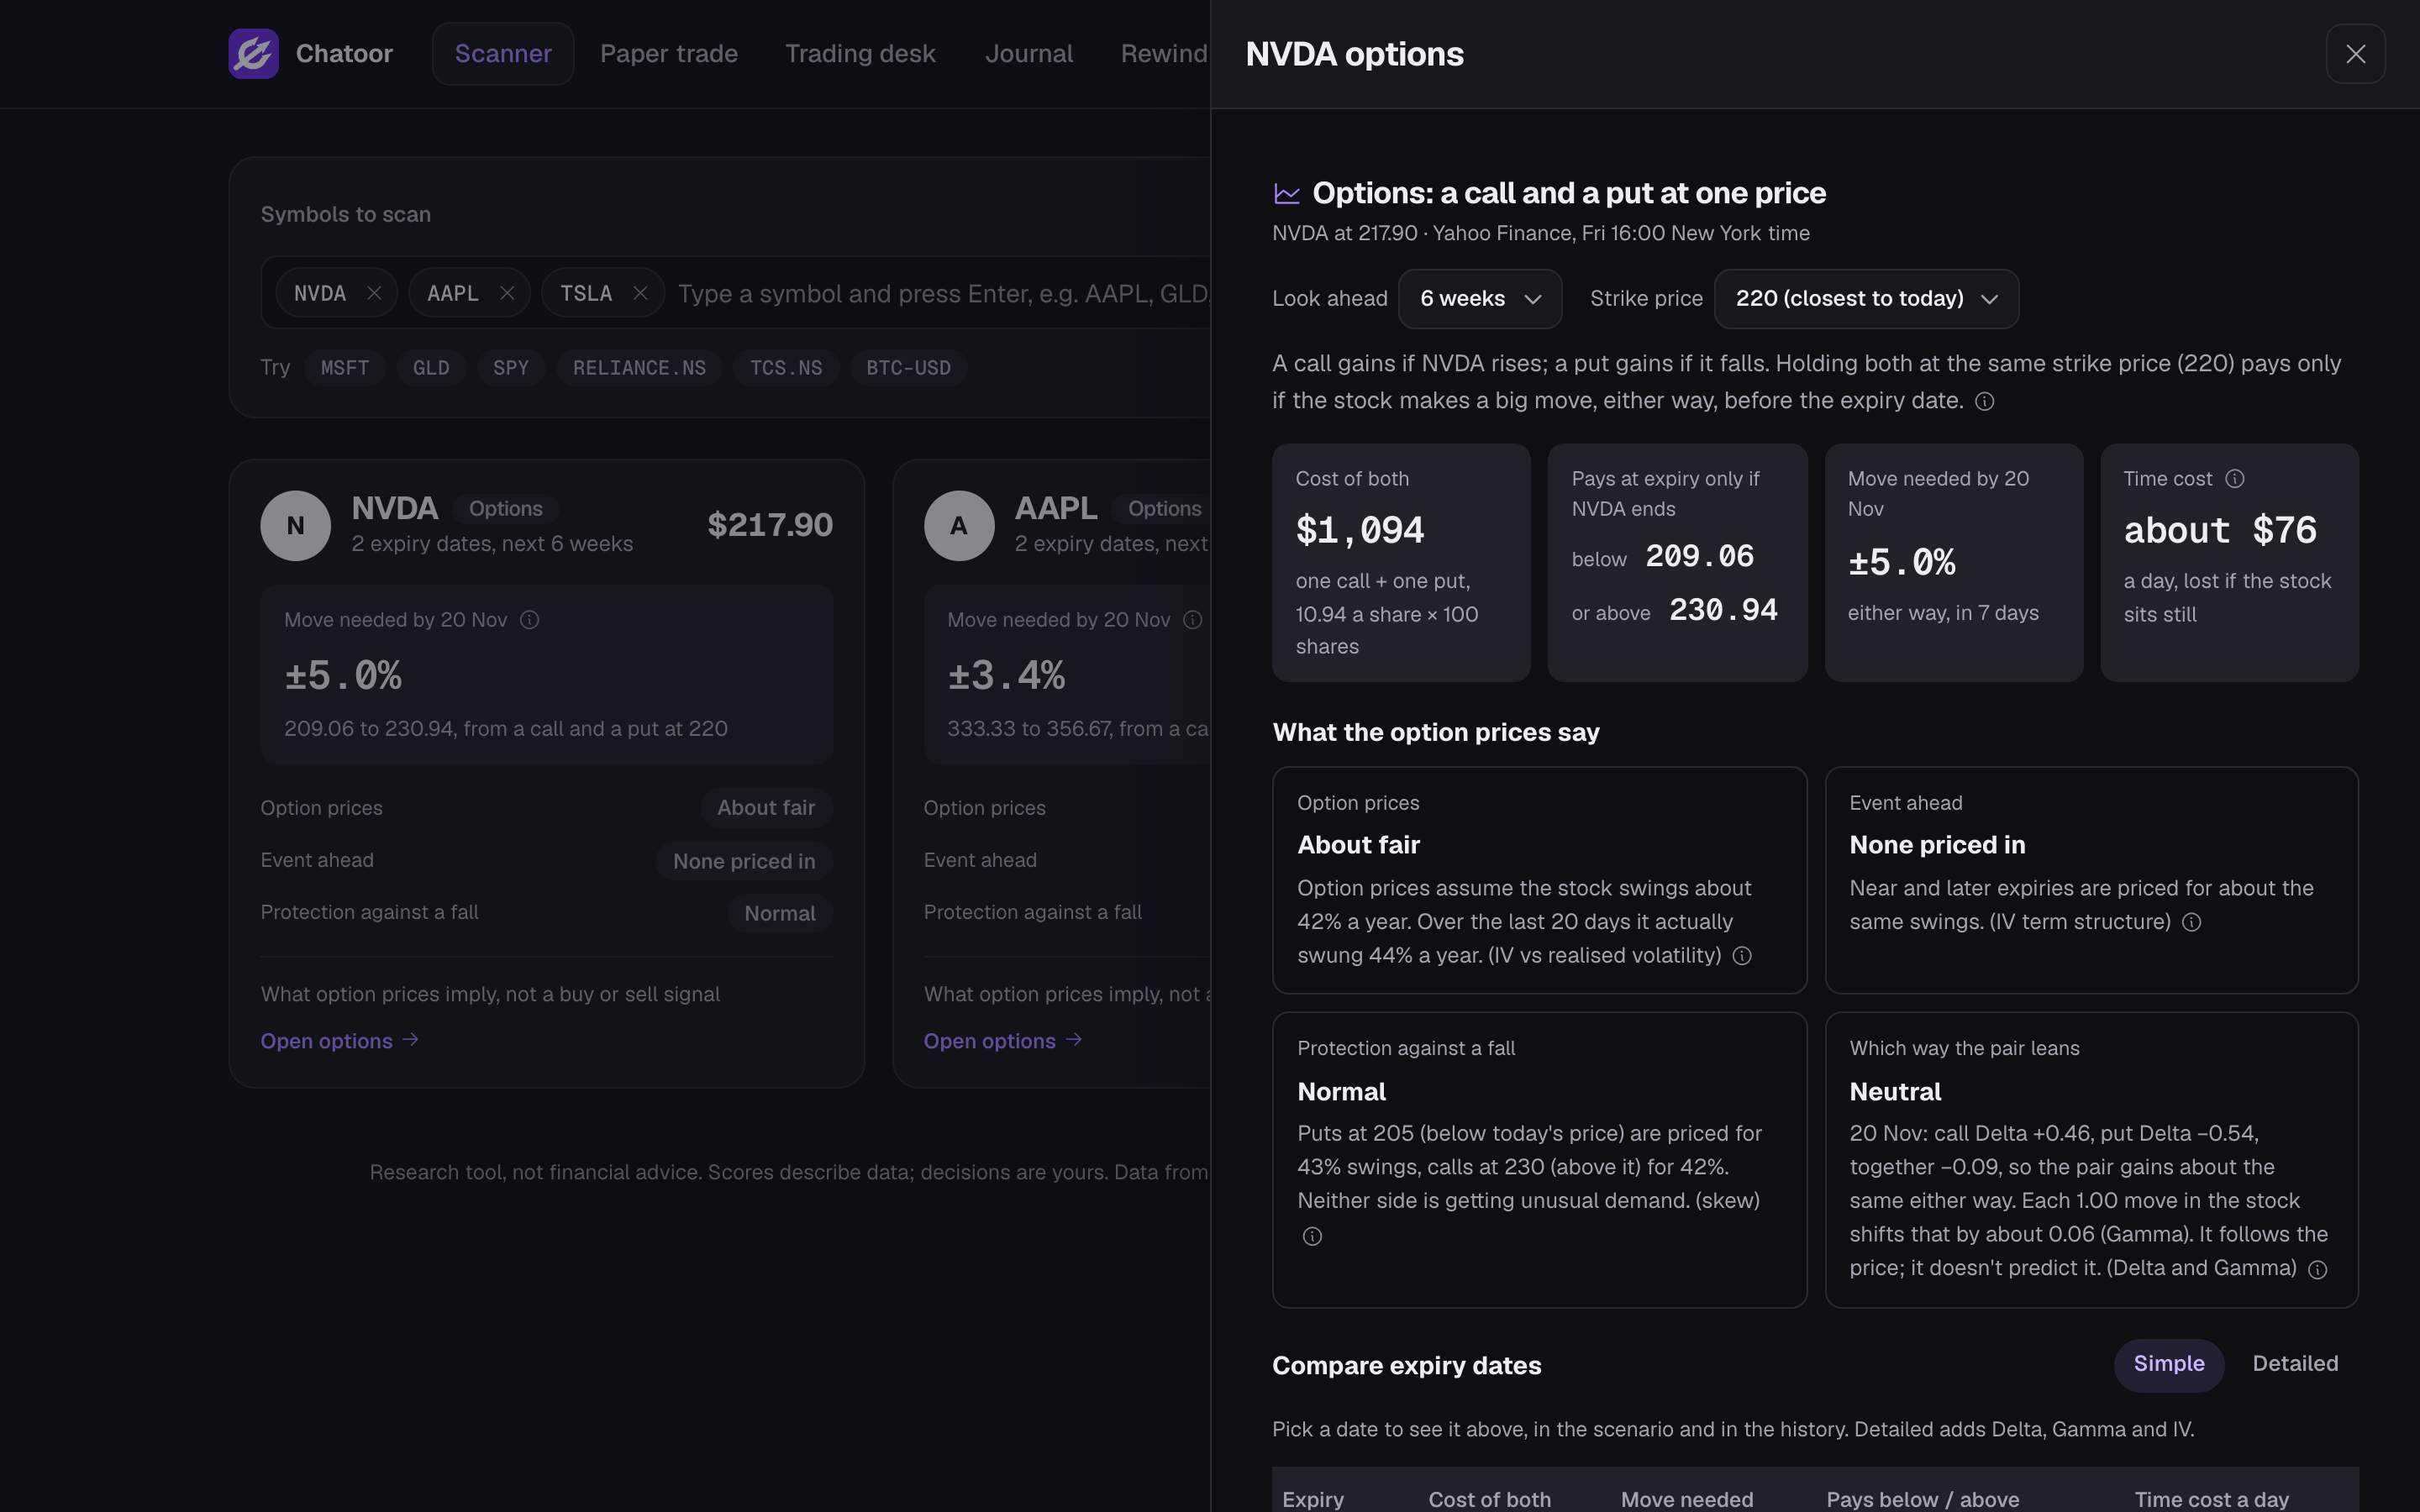 Chatoor
Scanner
Paper trade
Trading desk
Journal
Rewind
Symbols to scan
NVDA
AAPL
TSLA
Type a symbol and press Enter, e.g. AAPL, GLD,
Try
MSFT
GLD
SPY
RELIANCE.NS
TCS.NS
BTC-USD
N
NVDA
Options
2 expiry dates, next 6 weeks
$217.90
Move needed by 20 Nov
±5.0%
209.06 to 230.94, from a call and a put at 220
Option prices
About fair
Event ahead
None priced in
Protection against a fall
Normal
What option prices imply, not a buy or sell signal
Open options →
A
AAPL
Options
2 expiry dates, next
Move needed by 20 Nov
±3.4%
333.33 to 356.67, from a ca
Option prices
Event ahead
Protection against a fall
What option prices imply, not a
Open options →
Research tool, not financial advice. Scores describe data; decisions are yours. Data from
NVDA options
Options: a call and a put at one price
NVDA at 217.90 · Yahoo Finance, Fri 16:00 New York time
Look ahead
6 weeks
Strike price
220 (closest to today)
A call gains if NVDA rises; a put gains if it falls. Holding both at the same strike price (220) pays only
if the stock makes a big move, either way, before the expiry date.
Cost of both
$1,094
one call + one put,
10.94 a share × 100
shares
Pays at expiry only if
NVDA ends
below 209.06
or above 230.94
Move needed by 20
Nov
±5.0%
either way, in 7 days
Time cost
about $76
a day, lost if the stock
sits still
What the option prices say
Option prices
About fair
Option prices assume the stock swings about
42% a year. Over the last 20 days it actually
swung 44% a year. (IV vs realised volatility)
Event ahead
None priced in
Near and later expiries are priced for about the
same swings. (IV term structure)
Protection against a fall
Normal
Puts at 205 (below today's price) are priced for
43% swings, calls at 230 (above it) for 42%.
Neither side is getting unusual demand. (skew)
Which way the pair leans
Neutral
20 Nov: call Delta +0.46, put Delta −0.54,
together −0.09, so the pair gains about the
same either way. Each 1.00 move in the stock
shifts that by about 0.06 (Gamma). It follows the
price; it doesn't predict it. (Delta and Gamma)
Compare expiry dates
Simple
Detailed
Pick a date to see it above, in the scenario and in the history. Detailed adds Delta, Gamma and IV.
Expiry
Cost of both
Move needed
Pays below / above
Time cost a day